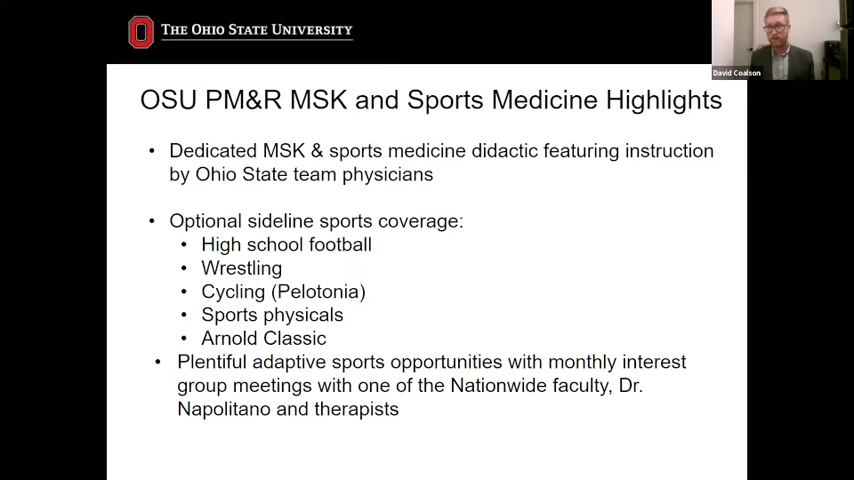 THE OHIO STATE UNIVERSITY
David Coalson
OSU PM&R MSK and Sports Medicine Highlights
• Dedicated MSK & sports medicine didactic featuring instruction
by Ohio State team physicians
• Optional sideline sports coverage:
• High school football
• Wrestling
• Cycling (Pelotonia)
• Sports physicals
• Arnold Classic
• Plentiful adaptive sports opportunities with monthly interest
group meetings with one of the Nationwide faculty, Dr.
Napolitano and therapists